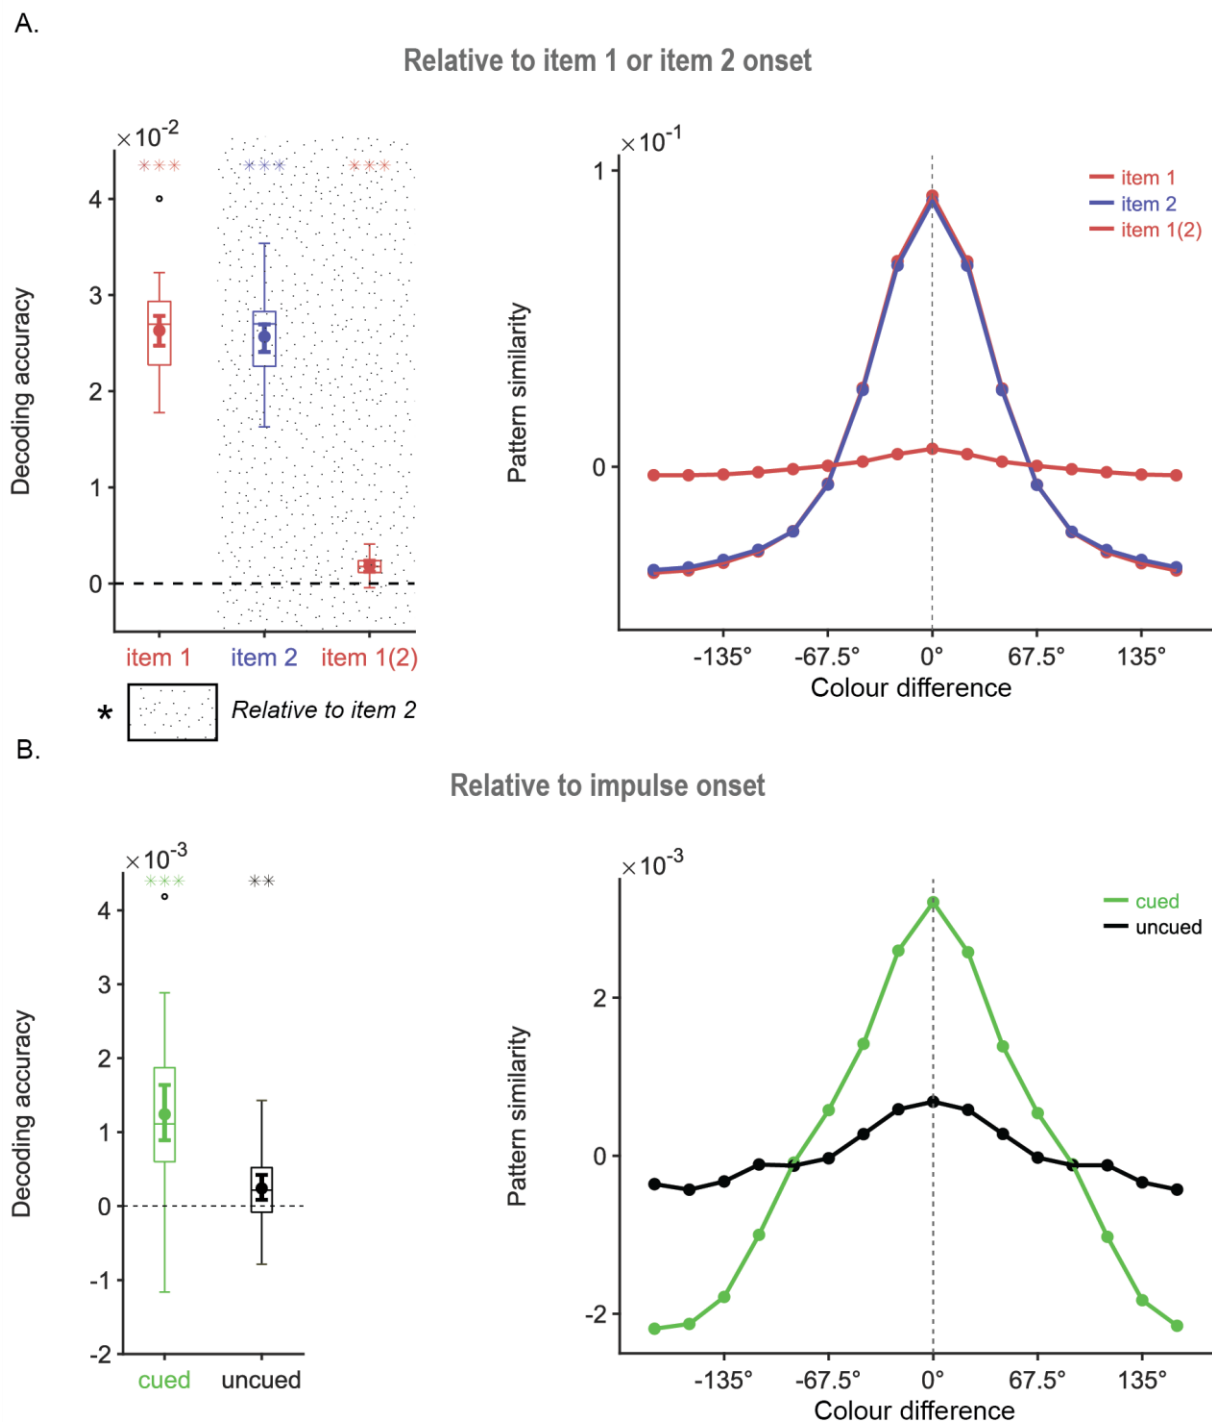 A.
Relative to item 1 or item 2 onset
×10-2
*** *** ***
4
3
2
1
0
Decoding accuracy
item 1 item 2 item 1(2)
* Relative to item 2
×10-1
1
0
Pattern similarity
item 1
item 2
item 1(2)
-135° -67.5° 0° 67.5° 135°
Colour difference
B.
Relative to impulse onset
×10-3
*** **
4
3
2
1
0
-1
-2
Decoding accuracy
cued uncued
×10-3
2
0
-2
Pattern similarity
cued
uncued
-135° -67.5° 0° 67.5° 135°
Colour difference